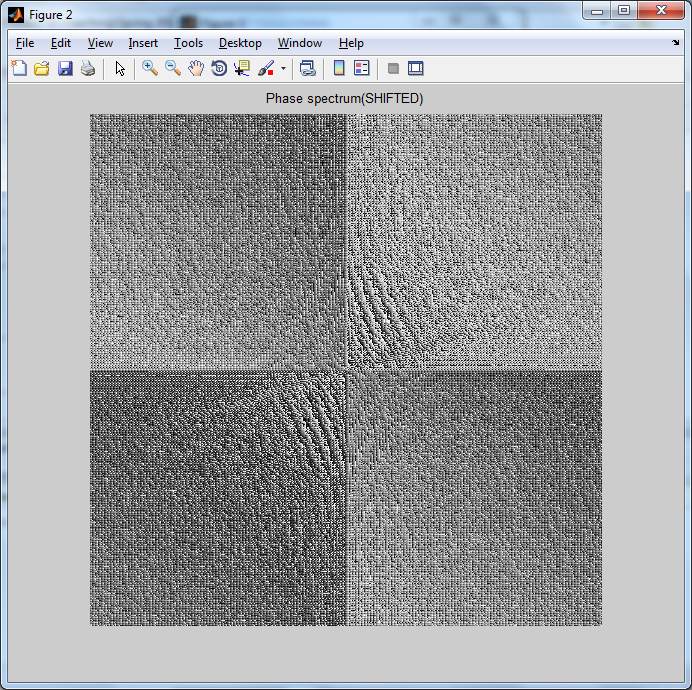 Figure 2
File Edit View Insert Tools Desktop Window Help
Phase spectrum(SHIFTED)